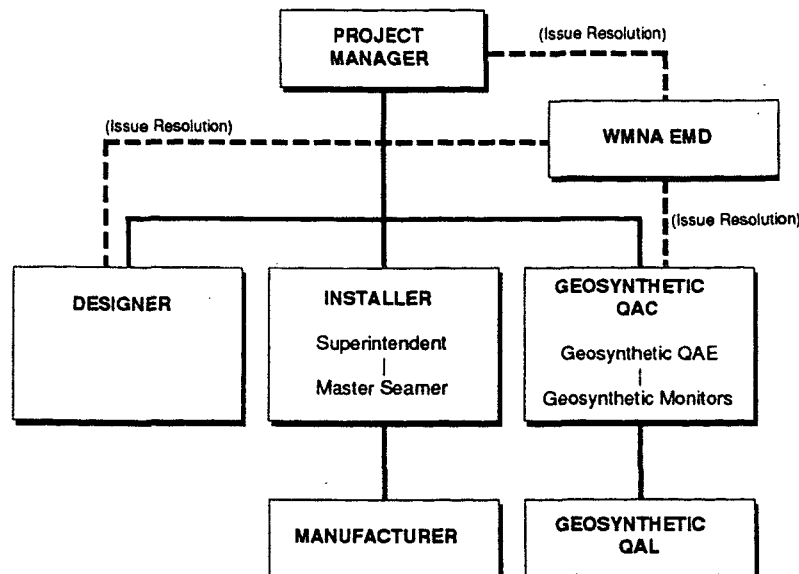 PROJECT
MANAGER
(Issue Resolution)
WMNA EMD
(Issue Resolution)
(Issue Resolution)
DESIGNER
INSTALLER
Superintendent
Master Seamer
GEOSYNTHETIC
QAC
Geosynthetic QAE
Geosynthetic Monitors
MANUFACTURER
GEOSYNTHETIC
QAL